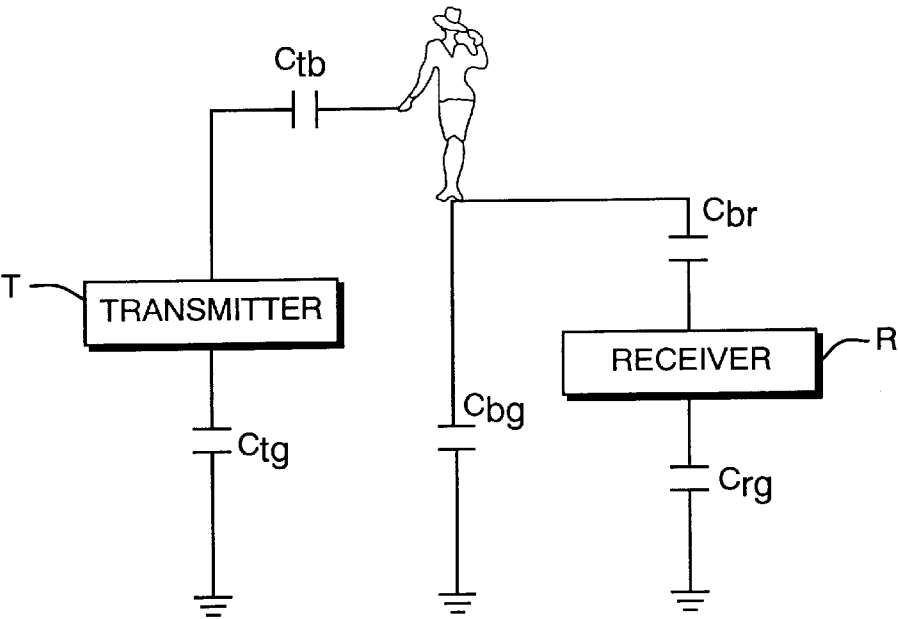 Ctb
Cbr
T
TRANSMITTER
RECEIVER
R
Cbg
Ctg
Crg